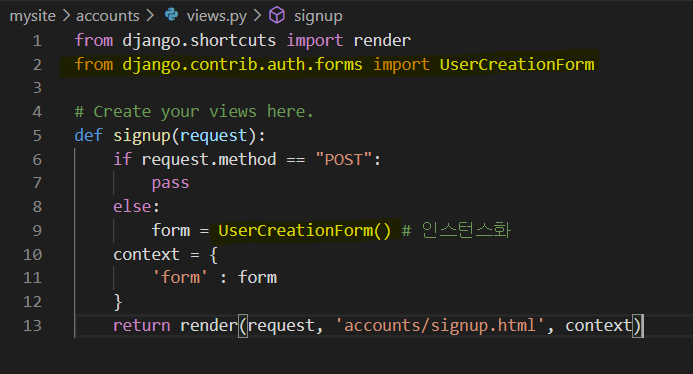 mysite > accounts > views.py > signup
1 from django.shortcuts import render
2 from django.contrib.auth.forms import UserCreationForm
3
4 # Create your views here.
5 def signup(request):
6     if request.method == "POST":
7         pass
8     else:
9         form = UserCreationForm() # 인스턴스화
10     context = {
11         'form' : form
12     }
13     return render(request, 'accounts/signup.html', context)